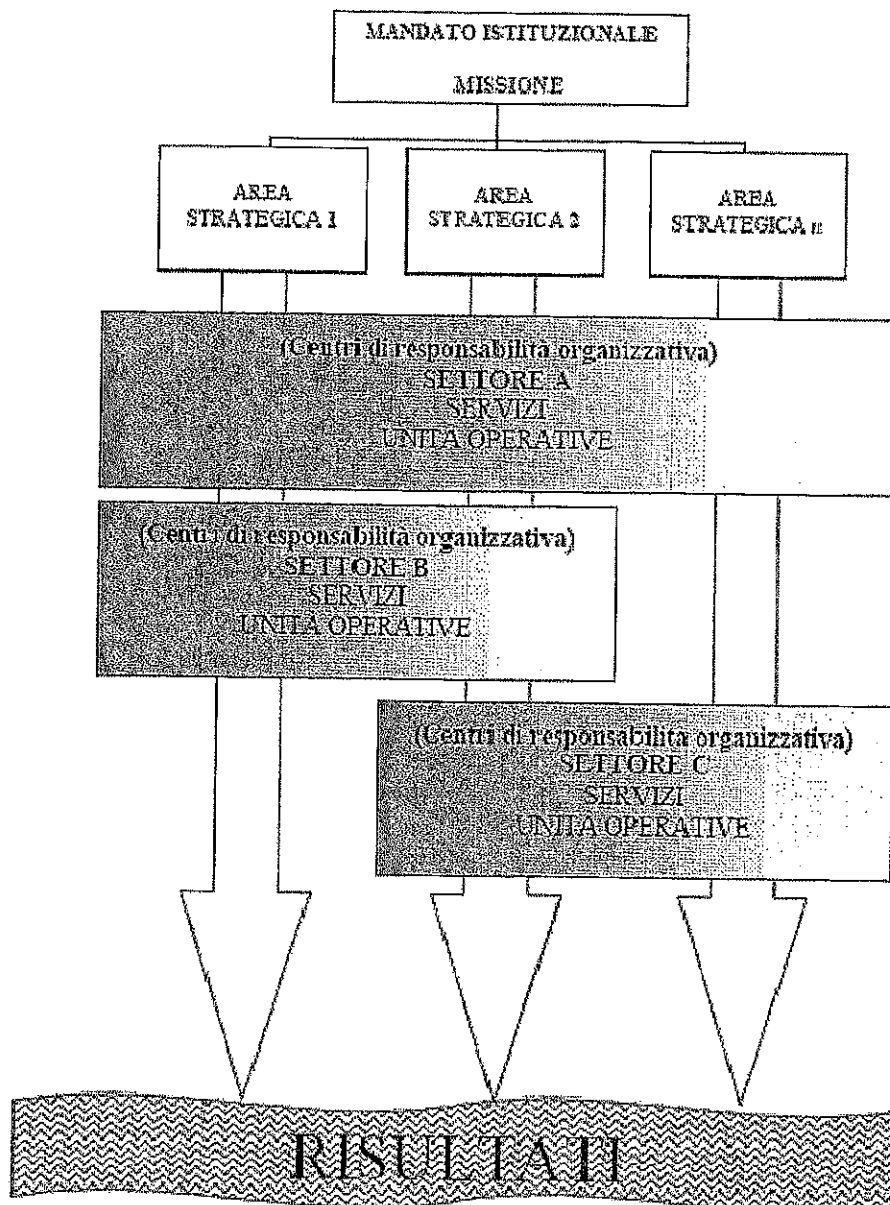 MANDATO ISTITUZIONALE
MISSIONE
AREA
STRATEGICA 1
AREA
STRATEGICA 2
AREA
STRATEGICA n
(Centri di responsabilità organizzativa)
SETTORE A
SERVIZI
UNITÀ OPERATIVE
(Centri di responsabilità organizzativa)
SETTORE B
SERVIZI
UNITÀ OPERATIVE
(Centri di responsabilità organizzativa)
SETTORE C
SERVIZI
UNITÀ OPERATIVE
RISULTATI